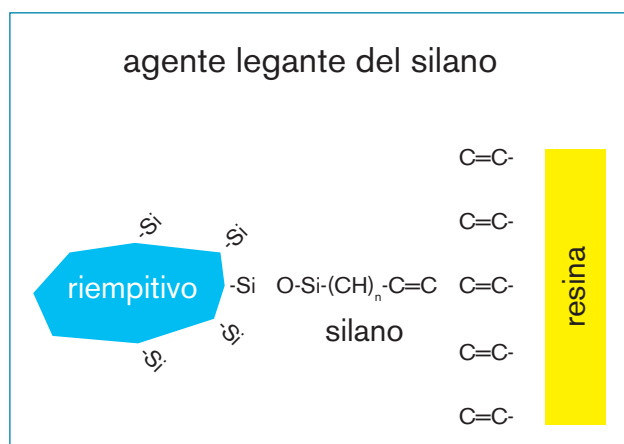 agente legante del silano
C=C-
C=C-
-Si
-Si
riempitivo
-Si
O-Si-(CH)n-C=C
C=C-
silano
-Si
-Si
C=C-
C=C-
resina